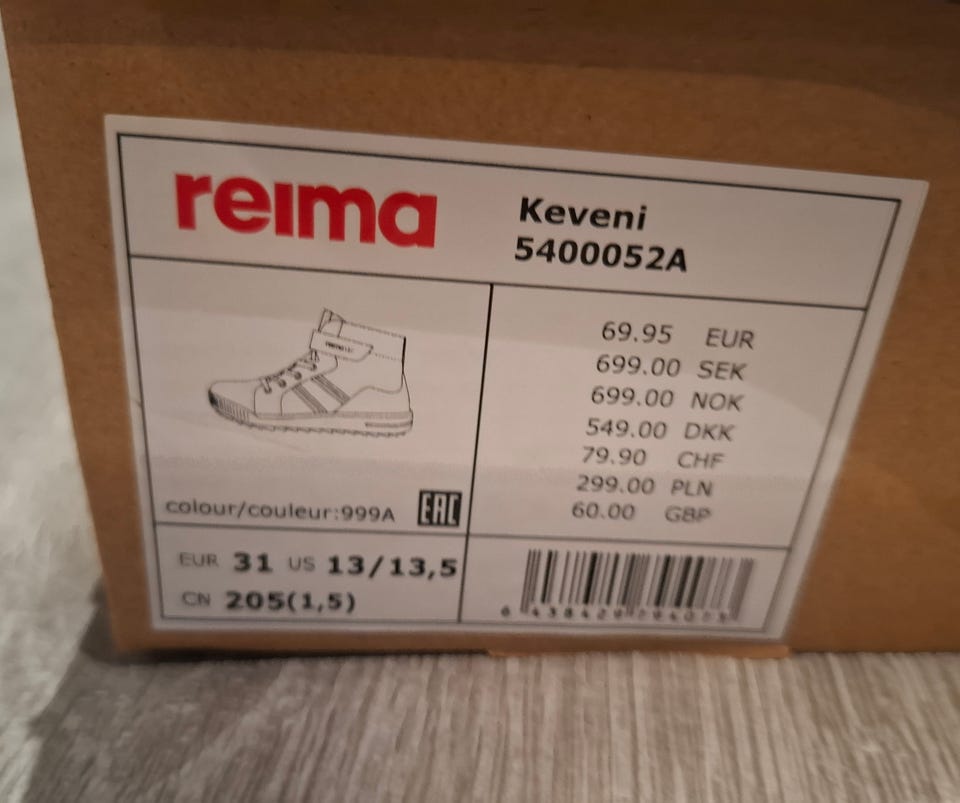 reima
Keveni
5400052A
69.95 EUR
699.00 SEK
699.00 NOK
549.00 DKK
79.90 CHF
299.00 PLN
60.00 GBP
colour/couleur:999A
EAC
EUR 31 US 13/13,5
CN 205(1,5)